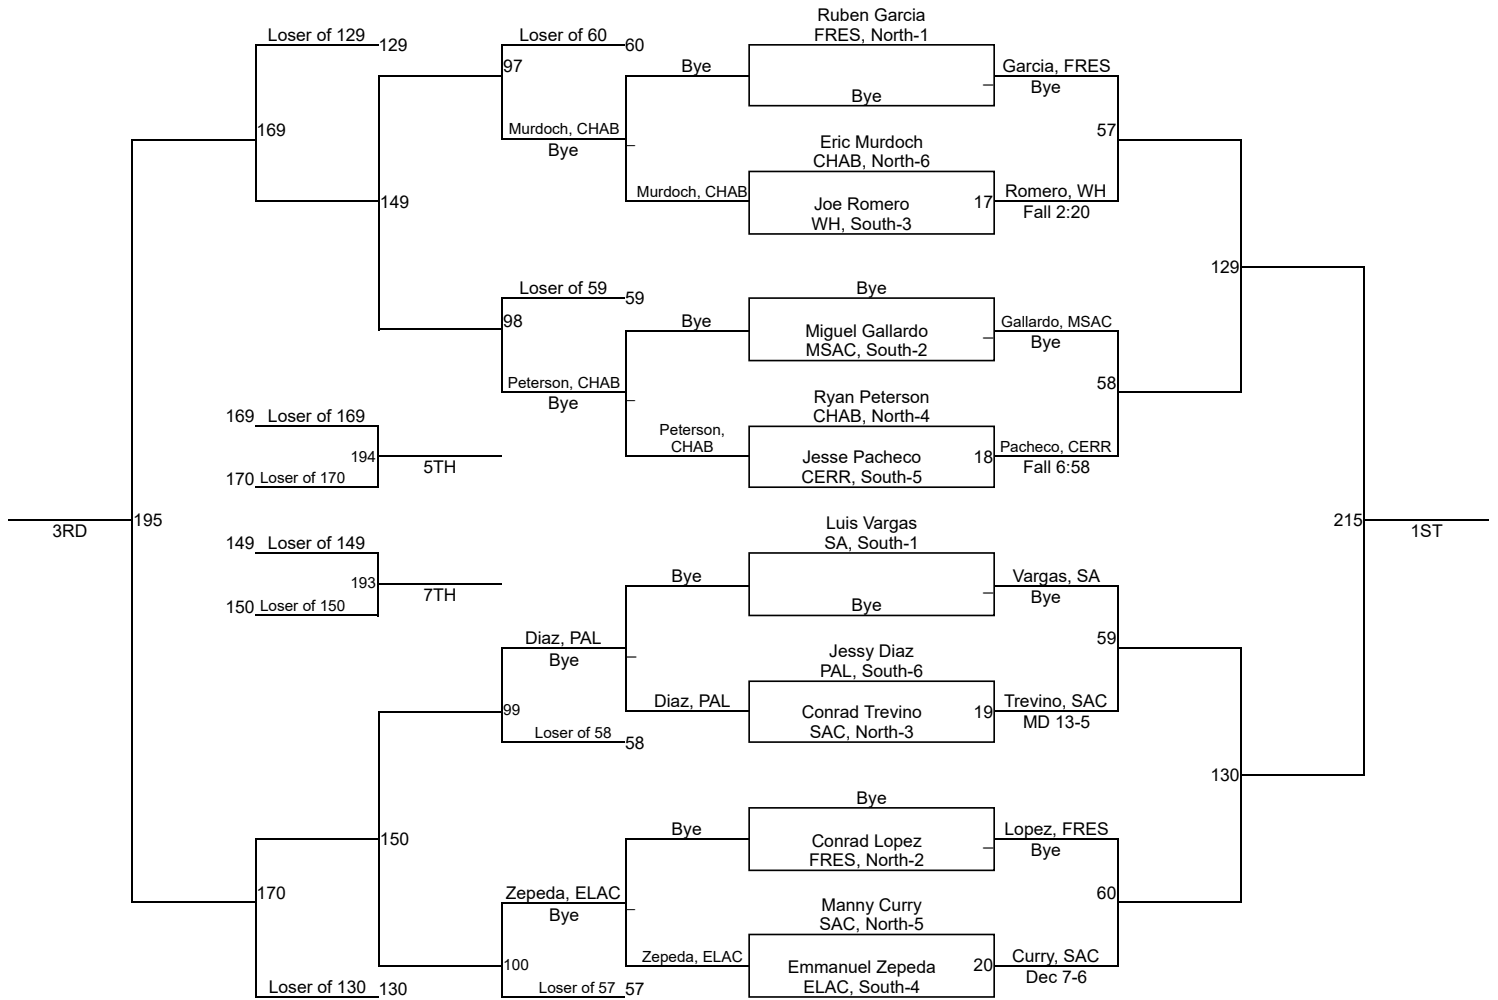 Ruben Garcia
FRES, North-1
Loser of 129
129
Loser of 60
60
97
Bye
Garcia, FRES
Bye
Bye
Murdoch, CHAB
Bye
169
57
Eric Murdoch
CHAB, North-6
Murdoch, CHAB
Joe Romero
WH, South-3
17
Romero, WH
Fall 2:20
149
129
Loser of 59
59
98
Bye
Bye
Miguel Gallardo
MSAC, South-2
Gallardo, MSAC
Bye
Peterson, CHAB
Bye
58
Ryan Peterson
CHAB, North-4
Peterson,
CHAB
Jesse Pacheco
CERR, South-5
18
Pacheco, CERR
Fall 6:58
169
Loser of 169
194
5TH
170
Loser of 170
3RD
195
215
1ST
Luis Vargas
SA, South-1
149
Loser of 149
193
7TH
150
Loser of 150
Bye
Bye
Vargas, SA
Bye
Diaz, PAL
Bye
59
Jessy Diaz
PAL, South-6
99
Diaz, PAL
Conrad Trevino
SAC, North-3
19
Trevino, SAC
MD 13-5
Loser of 58
58
130
Bye
150
Bye
Conrad Lopez
FRES, North-2
Lopez, FRES
Bye
170
Zepeda, ELAC
Bye
60
Manny Curry
SAC, North-5
100
Zepeda, ELAC
Emmanuel Zepeda
ELAC, South-4
20
Curry, SAC
Dec 7-6
Loser of 130
130
Loser of 57
57